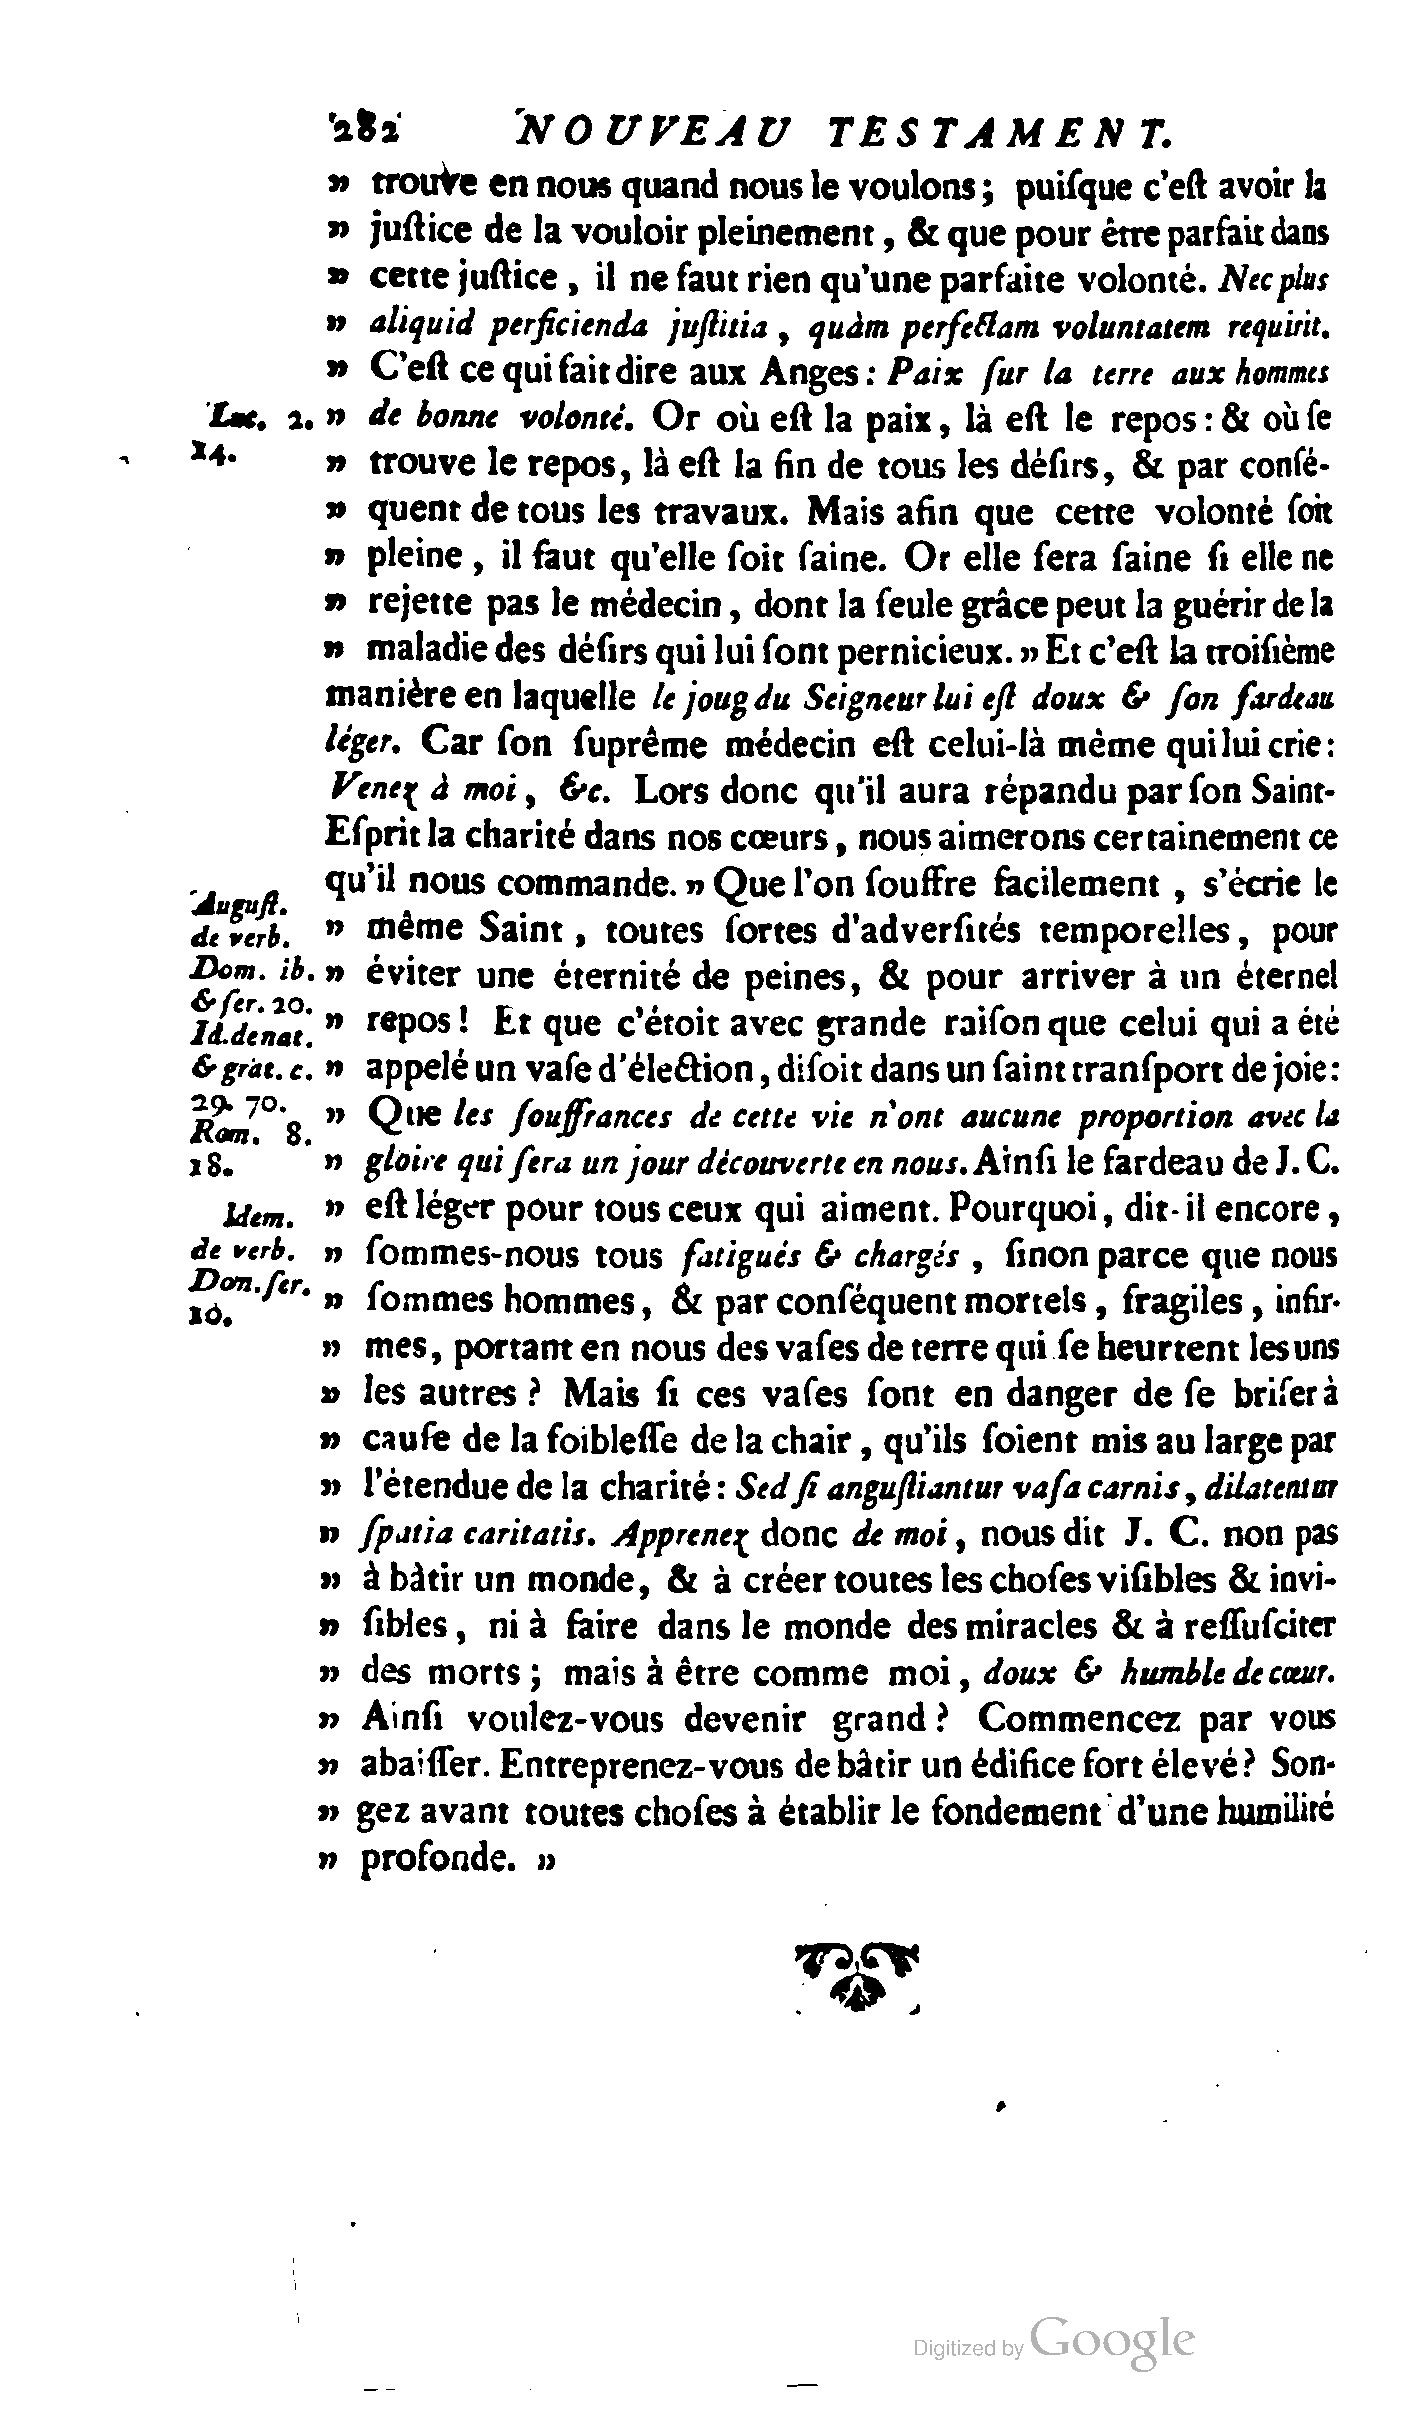 282 NOUVEAU TESTAMENT.
» trouve en nous quand nous le voulons ; puiſque c'eſt avoir la
» juſtice de la vouloir pleinement , & que pour être parfait dans
» cette juſtice , il ne faut rien qu'une parfaite volonté. Nec plus
» aliquid perficienda juſtitia , quàm perfectam voluntatem requirit.
» C'eſt ce qui fait dire aux Anges : Paix ſur la terre aux hommes
Luc. 2. » de bonne volonté. Or où eſt la paix , là eſt le repos : & où ſe
14. » trouve le repos, là eſt la fin de tous les déſirs, & par conſé-
» quent de tous les travaux. Mais afin que cette volonté ſoit
» pleine , il faut qu'elle ſoit ſaine. Or elle ſera ſaine ſi elle ne
» rejette pas le médecin , dont la ſeule grâce peut la guérir de la
» maladie des déſirs qui lui ſont pernicieux. » Et c'eſt la troiſième
manière en laquelle le joug du Seigneur lui eſt doux & ſon fardeau
léger. Car ſon ſuprême médecin eſt celui-là même qui lui crie :
Venez à moi , &c. Lors donc qu'il aura répandu par ſon Saint-
Eſprit la charité dans nos cœurs , nous aimerons certainement ce
qu'il nous commande. » Que l'on ſouffre facilement , s'écrie le
Auguſt.
de verb. » même Saint , toutes ſortes d'adverſités temporelles , pour
Dom. ib. » éviter une éternité de peines, & pour arriver à un éternel
& ſer. 20.
Id. de nat. » repos ! Et que c'étoit avec grande raiſon que celui qui a été
& grat. c. » appelé un vaſe d'élection , diſoit dans un ſaint tranſport de joie :
29. 70. » Que les ſouffrances de cette vie n'ont aucune proportion avec la
Rom. 8.
18. » gloire qui ſera un jour découverte en nous. Ainſi le fardeau de J. C.
Idem. » eſt léger pour tous ceux qui aiment. Pourquoi , dit-il encore ,
de verb. » ſommes-nous tous fatigués & chargés , ſinon parce que nous
Dom. ſer. » ſommes hommes, & par conſéquent mortels , fragiles , infir-
16.
» mes, portant en nous des vaſes de terre qui ſe heurtent les uns
» les autres ? Mais ſi ces vaſes ſont en danger de ſe briſer à
» cauſe de la foibleſſe de la chair , qu'ils ſoient mis au large par
» l'étendue de la charité : Sed ſi anguſtiantur vaſa carnis , dilatentur
» ſpatia caritatis. Apprenez donc de moi , nous dit J. C. non pas
» à bâtir un monde, & à créer toutes les choſes viſibles & invi-
» ſibles , ni à faire dans le monde des miracles & à reſſuſciter
» des morts ; mais à être comme moi , doux & humble de cœur.
» Ainſi voulez-vous devenir grand ? Commencez par vous
» abaiſſer. Entreprenez-vous de bâtir un édifice fort élevé ? Son-
» gez avant toutes choſes à établir le fondement d'une humilité
» profonde. »
Digitized by Google